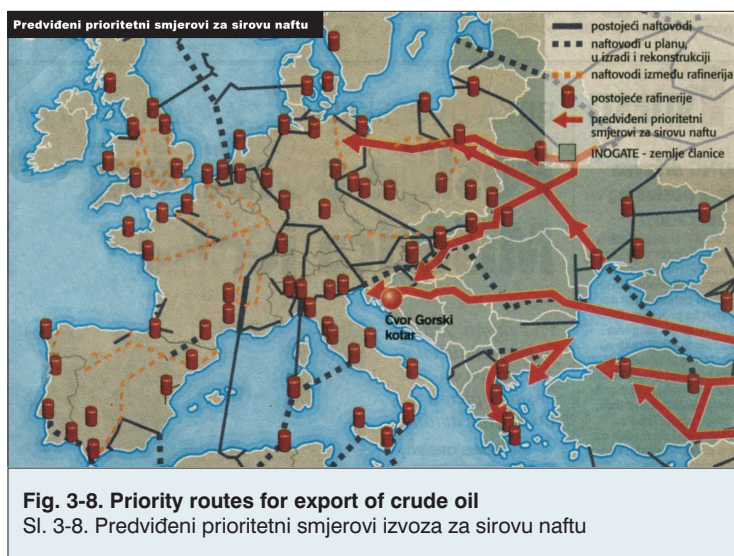 Predviđeni prioritetni smjerovi za sirovu naftu
postojeći naftovodi
naftovodi u planu,
u izradi i rekonstrukciji
naftovodi između rafinerija
postojeće rafinerije
predviđeni prioritetni
smjerovi za sirovu naftu
INOGATE - zemlje članice
Čvor Gorski
kotar
Fig. 3-8. Priority routes for export of crude oil
Sl. 3-8. Predviđeni prioritetni smjerovi izvoza za sirovu naftu